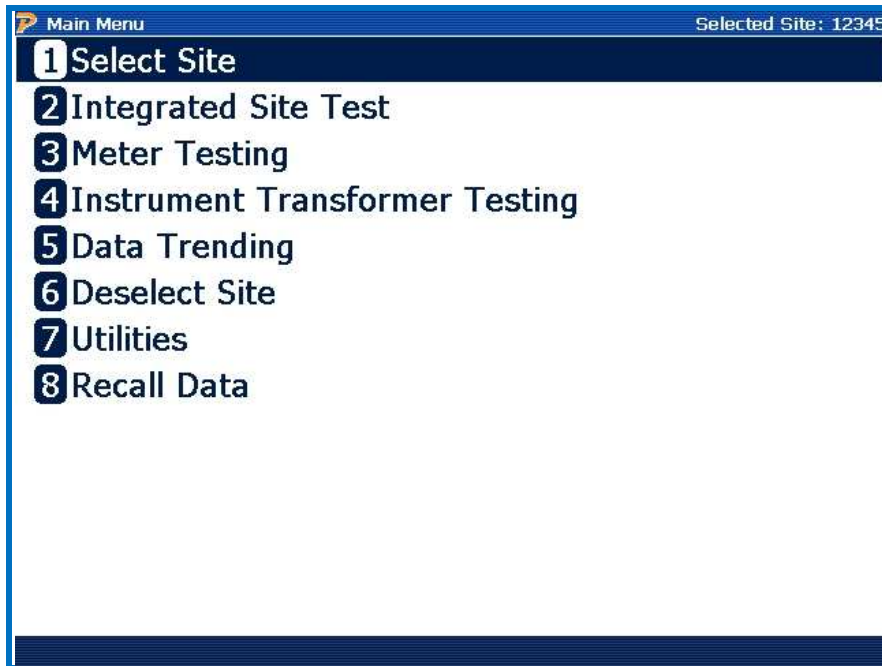 Main Menu Selected Site: 12345
1 Select Site
2 Integrated Site Test
3 Meter Testing
4 Instrument Transformer Testing
5 Data Trending
6 Deselect Site
7 Utilities
8 Recall Data